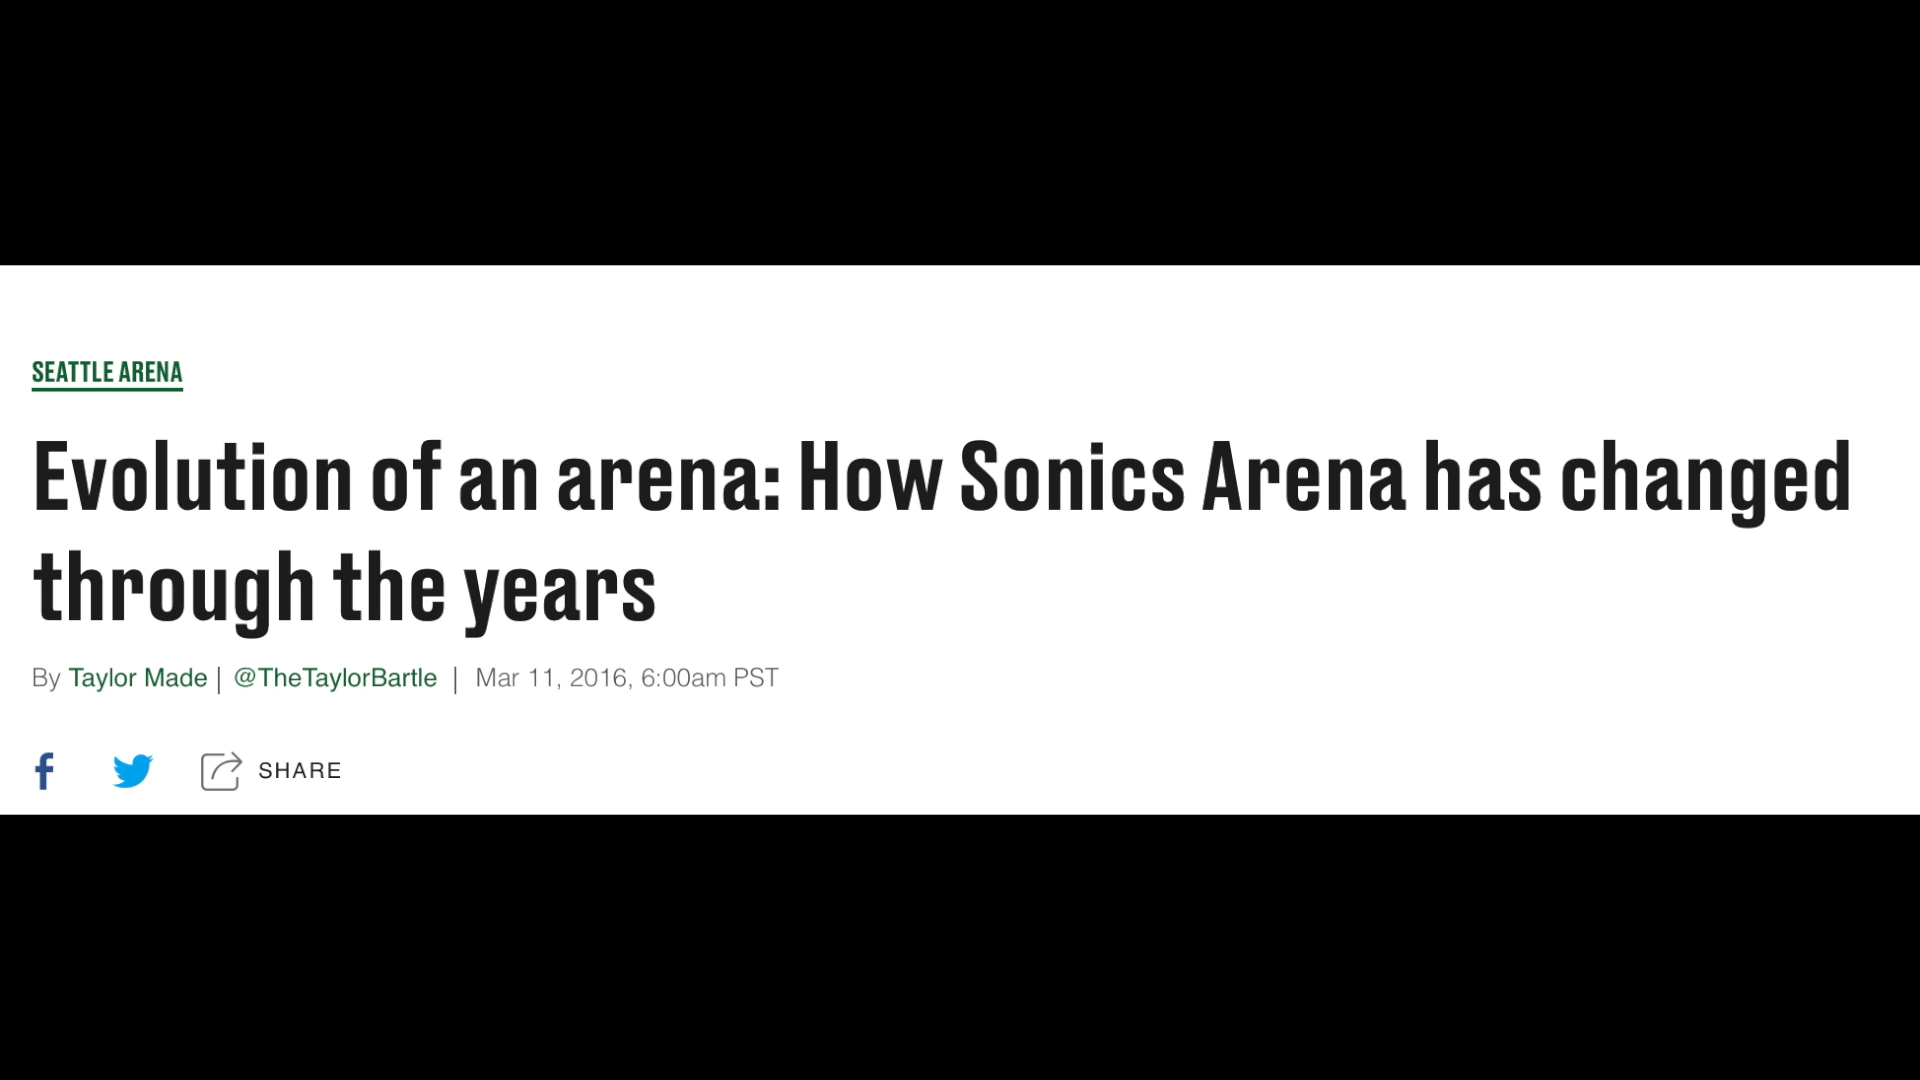 SEATTLE ARENA
Evolution of an arena: How Sonics Arena has changed
through the years
By Taylor Made | @TheTaylorBartle | Mar 11, 2016, 6:00am PST
SHARE